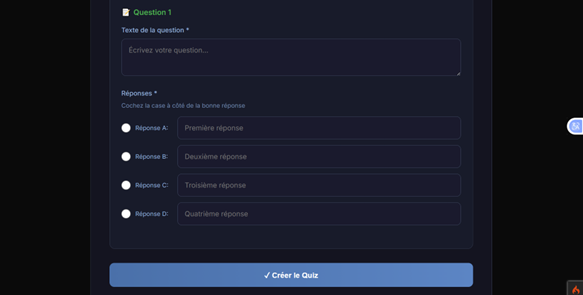 Question 1
Texte de la question *
Écrivez votre question...
Réponses *
Cochez la case à côté de la bonne réponse
Réponse A: Première réponse
Réponse B: Deuxième réponse
Réponse C: Troisième réponse
Réponse D: Quatrième réponse
✓ Créer le Quiz